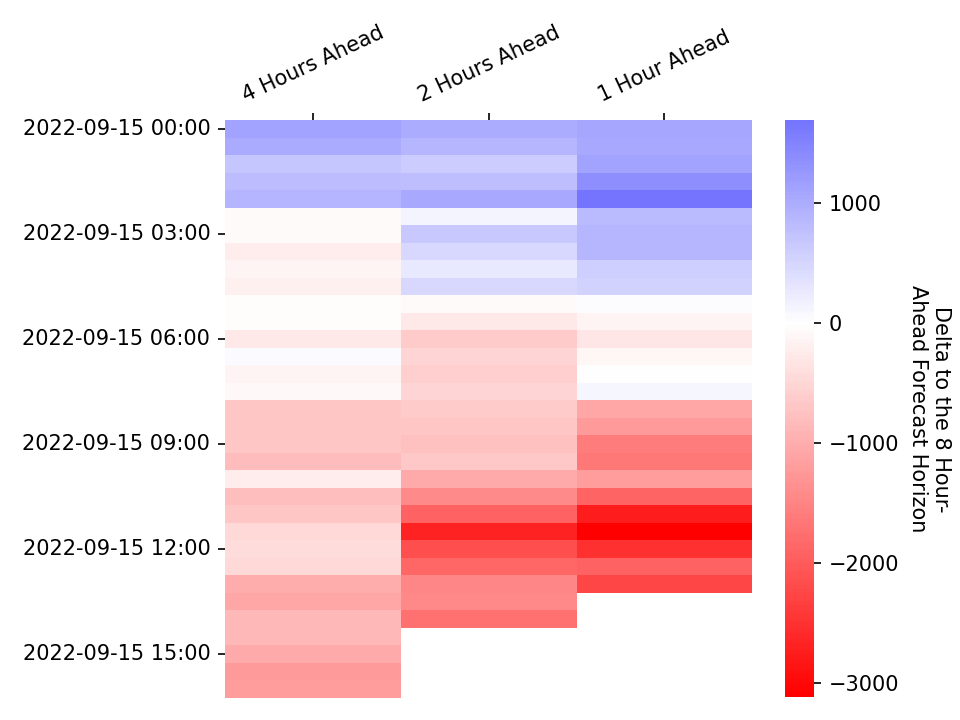 4 Hours Ahead
2 Hours Ahead
1 Hour Ahead
2022-09-15 00:00
2022-09-15 03:00
2022-09-15 06:00
2022-09-15 09:00
2022-09-15 12:00
2022-09-15 15:00
1000
0
−1000
−2000
−3000
Delta to the 8 Hour-
Ahead Forecast Horizon